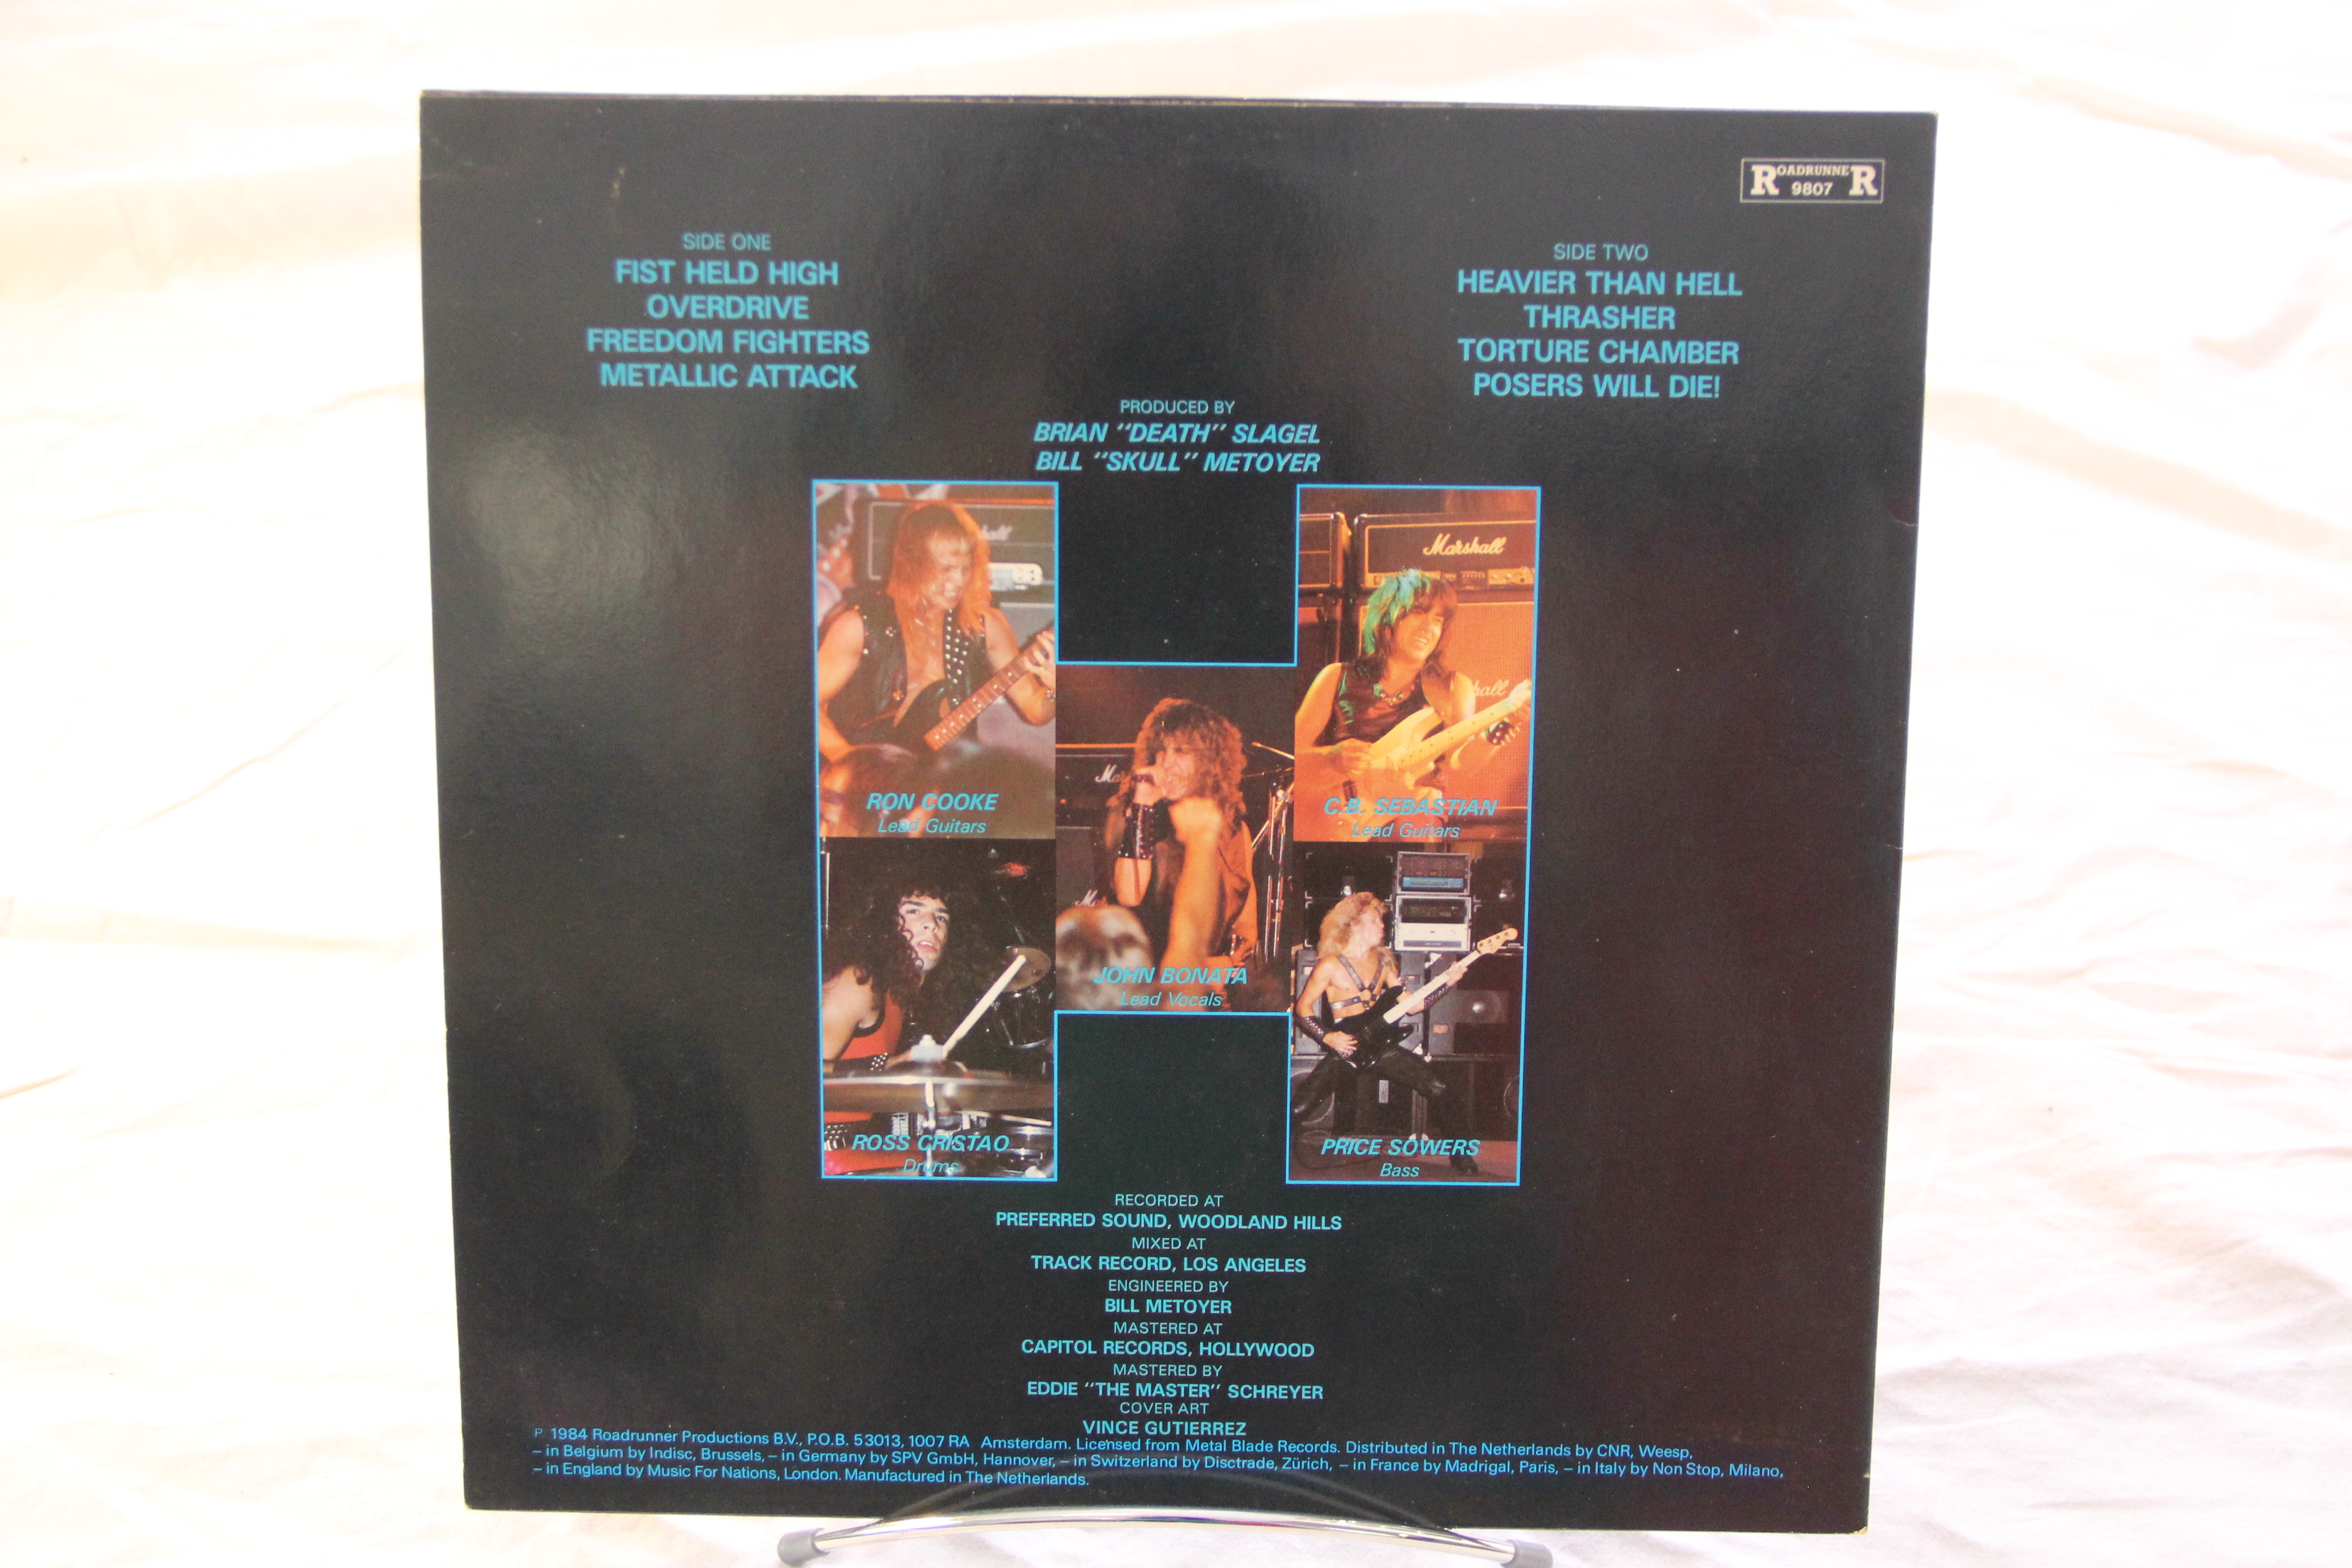 ROADRUNNER
9807
SIDE ONE
FIST HELD HIGH
OVERDRIVE
FREEDOM FIGHTERS
METALLIC ATTACK
SIDE TWO
HEAVIER THAN HELL
THRASHER
TORTURE CHAMBER
POSERS WILL DIE!
PRODUCED BY
BRIAN "DEATH" SLAGEL
BILL "SKULL" METOYER
Marshall
RON COOKE
Lead Guitars
C.B. SEBASTIAN
Lead Guitars
JOHN BONATA
Lead Vocals
ROSS CRISTAO
Drums
PRICE SOWERS
Bass
RECORDED AT
PREFERRED SOUND, WOODLAND HILLS
MIXED AT
TRACK RECORD, LOS ANGELES
ENGINEERED BY
BILL METOYER
MASTERED AT
CAPITOL RECORDS, HOLLYWOOD
MASTERED BY
EDDIE "THE MASTER" SCHREYER
COVER ART
VINCE GUTIERREZ
P 1984 Roadrunner Productions B.V., P.O.B. 53013, 1007 RA Amsterdam. Licensed from Metal Blade Records. Distributed in The Netherlands by CNR, Weesp,
– in Belgium by Indisc, Brussels, – in Germany by SPV GmbH, Hannover, – in Switzerland by Disctrade, Zürich, – in France by Madrigal, Paris, – in Italy by Non Stop, Milano,
– in England by Music For Nations, London. Manufactured in The Netherlands.